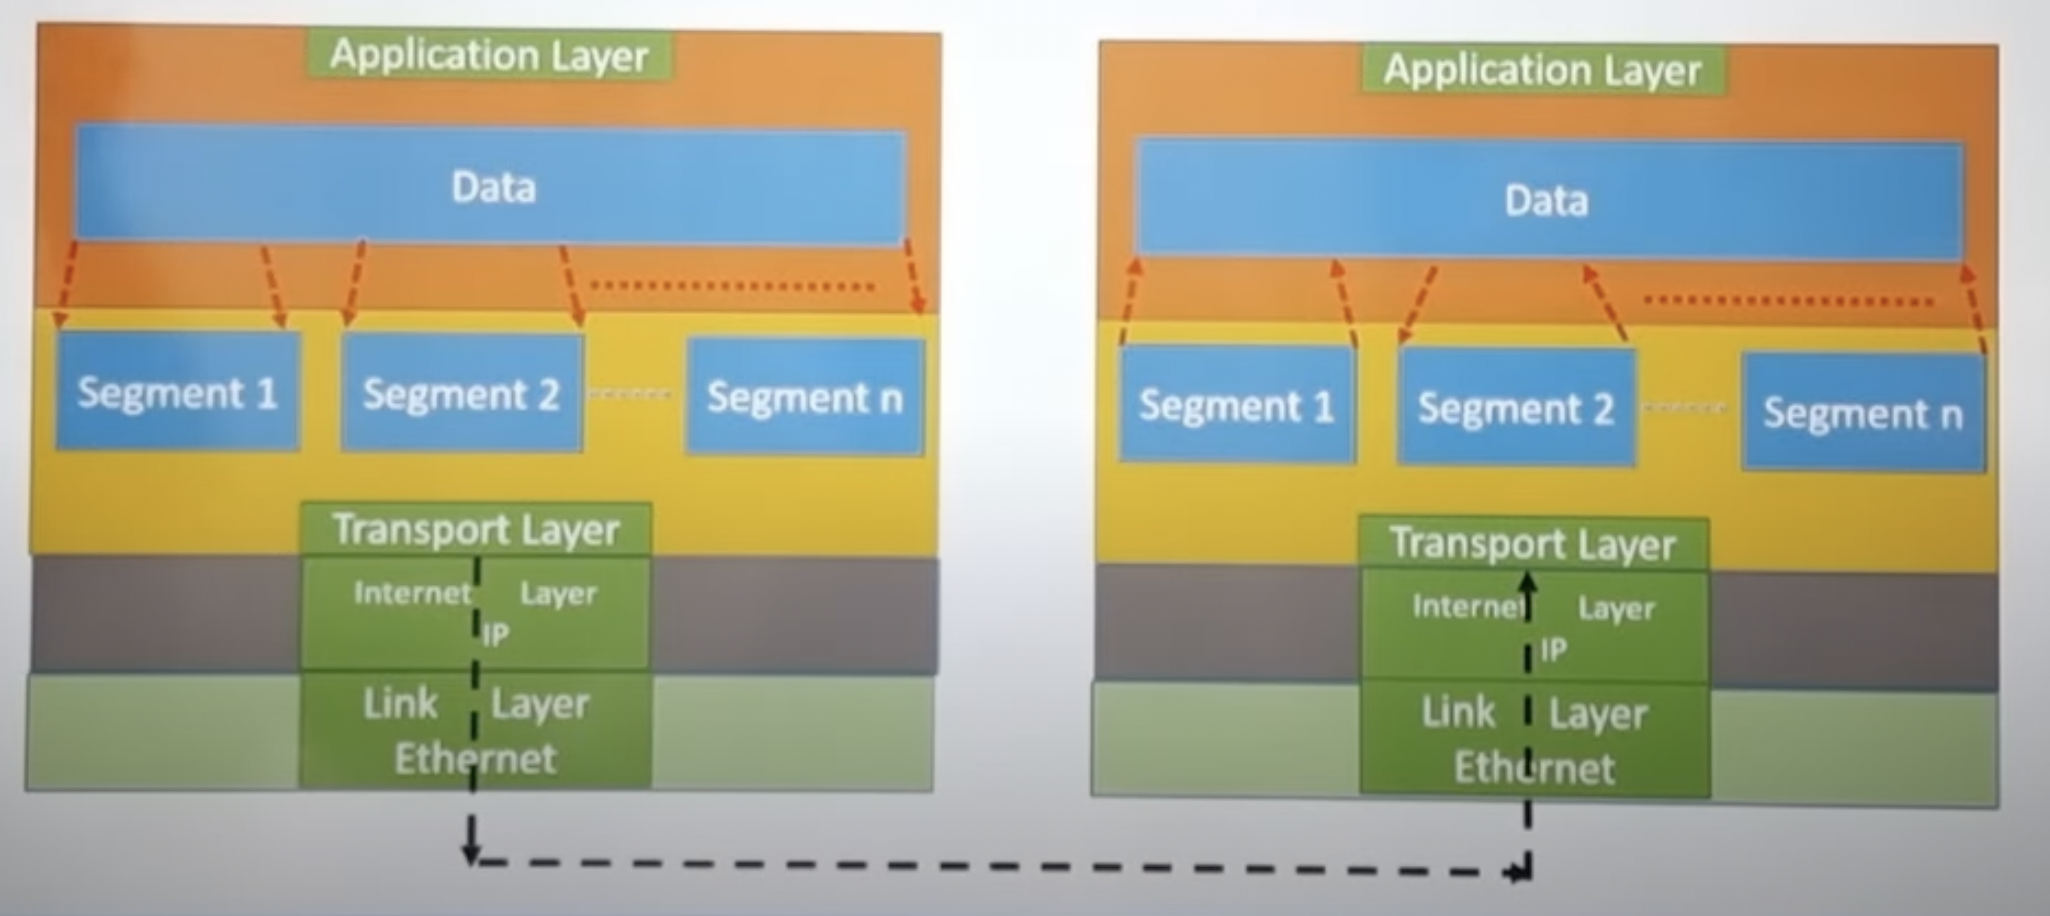 Application Layer
Data
Segment 1 Segment 2 Segment n
Transport Layer
Internet Layer
IP
Link Layer
Ethernet
Application Layer
Data
Segment 1 Segment 2 Segment n
Transport Layer
Internet Layer
IP
Link Layer
Ethernet